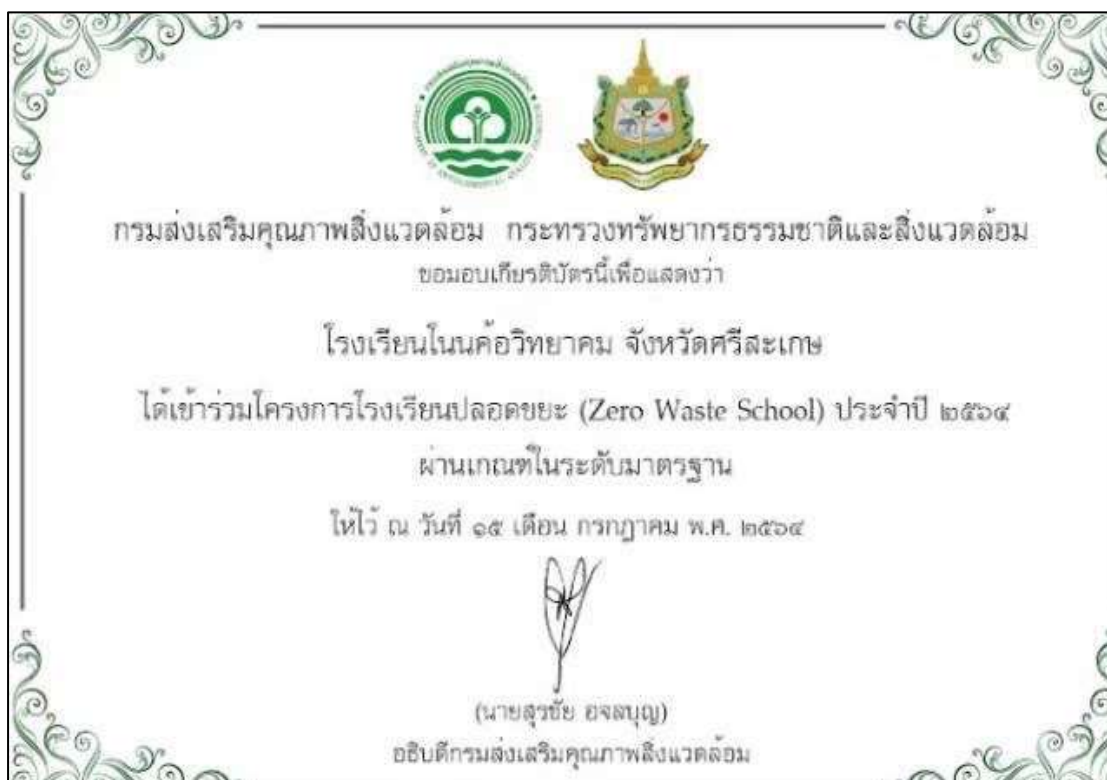 กรมส่งเสริมคุณภาพสิ่งแวดล้อม กระทรวงทรัพยากรธรรมชาติและสิ่งแวดล้อม
ขอมอบเกียรติบัตรนี้เพื่อแสดงว่า
โรงเรียนโนนค้อวิทยาคม จังหวัดศรีสะเกษ
ได้เข้าร่วมโครงการโรงเรียนปลอดขยะ (Zero Waste School) ประจำปี ๒๕๖๔
ผ่านเกณฑ์ในระดับมาตรฐาน
ให้ไว้ ณ วันที่ ๑๕ เดือน กรกฎาคม พ.ศ. ๒๕๖๔
(นายสุรชัย อจลบุญ)
อธิบดีกรมส่งเสริมคุณภาพสิ่งแวดล้อม